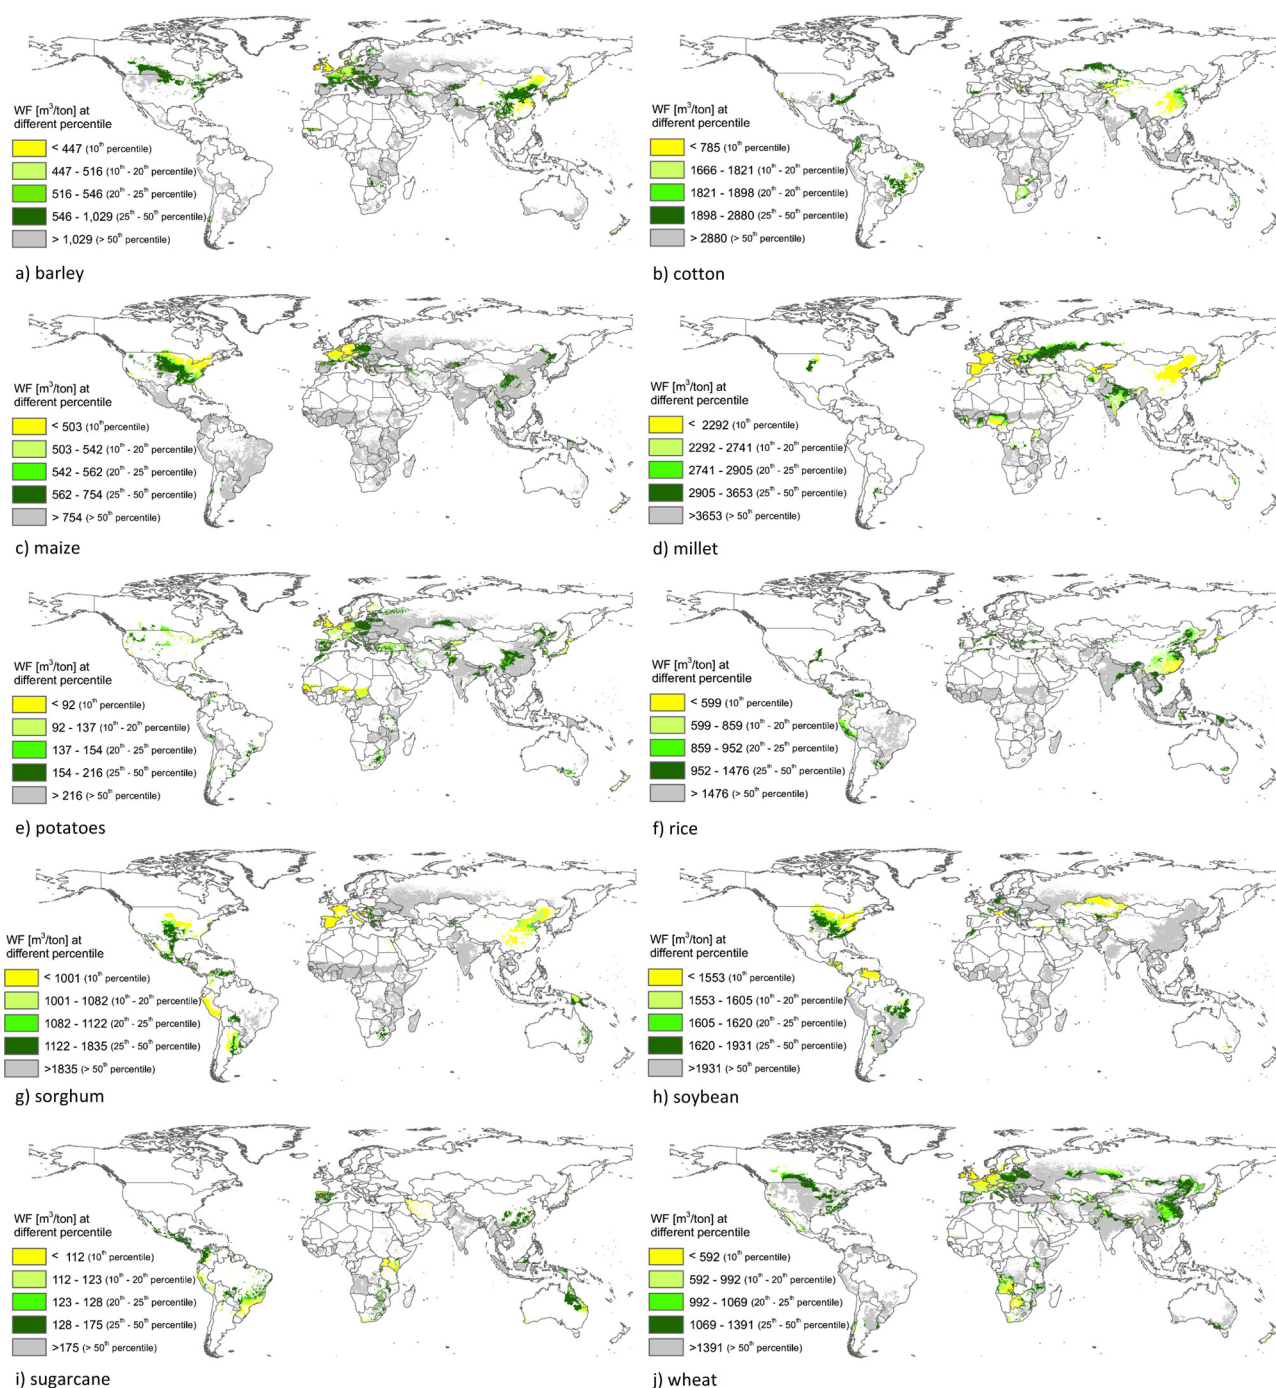 WF [m³/ton] at
different percentile
< 447 (10th percentile)
447 - 516 (10th - 20th percentile)
516 - 546 (20th - 25th percentile)
546 - 1,029 (25th - 50th percentile)
> 1,029 (> 50th percentile)
a) barley
WF [m³/ton] at
different percentile
< 785 (10th percentile)
1666 - 1821 (10th - 20th percentile)
1821 - 1898 (20th - 20th percentile)
1898 - 2880 (25th - 50th percentile)
> 2880 (> 50th percentile)
b) cotton
WF [m³/ton] at
different percentile
< 503 (10th percentile)
503 - 542 (10th - 20th percentile)
542 - 562 (20th - 25th percentile)
562 - 754 (25th - 50th percentile)
> 754 (> 50th percentile)
c) maize
WF [m³/ton] at
different percentile
< 2292 (10th percentile)
2292 - 2741 (10th - 20th percentile)
2741 - 2905 (20th - 25th percentile)
2905 - 3653 (25th - 50th percentile)
>3653 (> 50th percentile)
d) millet
WF [m³/ton] at
different percentile
< 92 (10th percentile)
92 - 137 (10th - 20th percentile)
137 - 154 (20th - 25th percentile)
154 - 216 (25th - 50th percentile)
> 216 (> 50th percentile)
e) potatoes
WF [m³/ton] at
different percentile
< 599 (10th percentile)
599 - 859 (10th - 20th percentile)
859 - 952 (20th - 25th percentile)
952 - 1476 (25th - 50th percentile)
> 1476 (> 50th percentile)
f) rice
WF [m³/ton] at
different percentile
< 1001 (10th percentile)
1001 - 1082 (10th - 20th percentile)
1082 - 1122 (20th - 25th percentile)
1122 - 1835 (25th - 50th percentile)
>1835 (> 50th percentile)
g) sorghum
WF [m³/ton] at
different percentile
< 1553 (10th percentile)
1553 - 1605 (10th - 20th percentile)
1605 - 1620 (20th - 25th percentile)
1620 - 1931 (25th - 50th percentile)
>1931 (> 50th percentile)
h) soybean
WF [m³/ton] at
different percentile
< 112 (10th percentile)
112 - 123 (10th - 20th percentile)
123 - 128 (20th - 25th percentile)
128 - 175 (25th - 50th percentile)
>175 (> 50th percentile)
i) sugarcane
WF [m³/ton] at
different percentile
< 592 (10th percentile)
592 - 992 (10th - 20th percentile)
992 - 1069 (20th - 25th percentile)
1069 - 1391 (25th - 50th percentile)
>1391 (> 50th percentile)
j) wheat